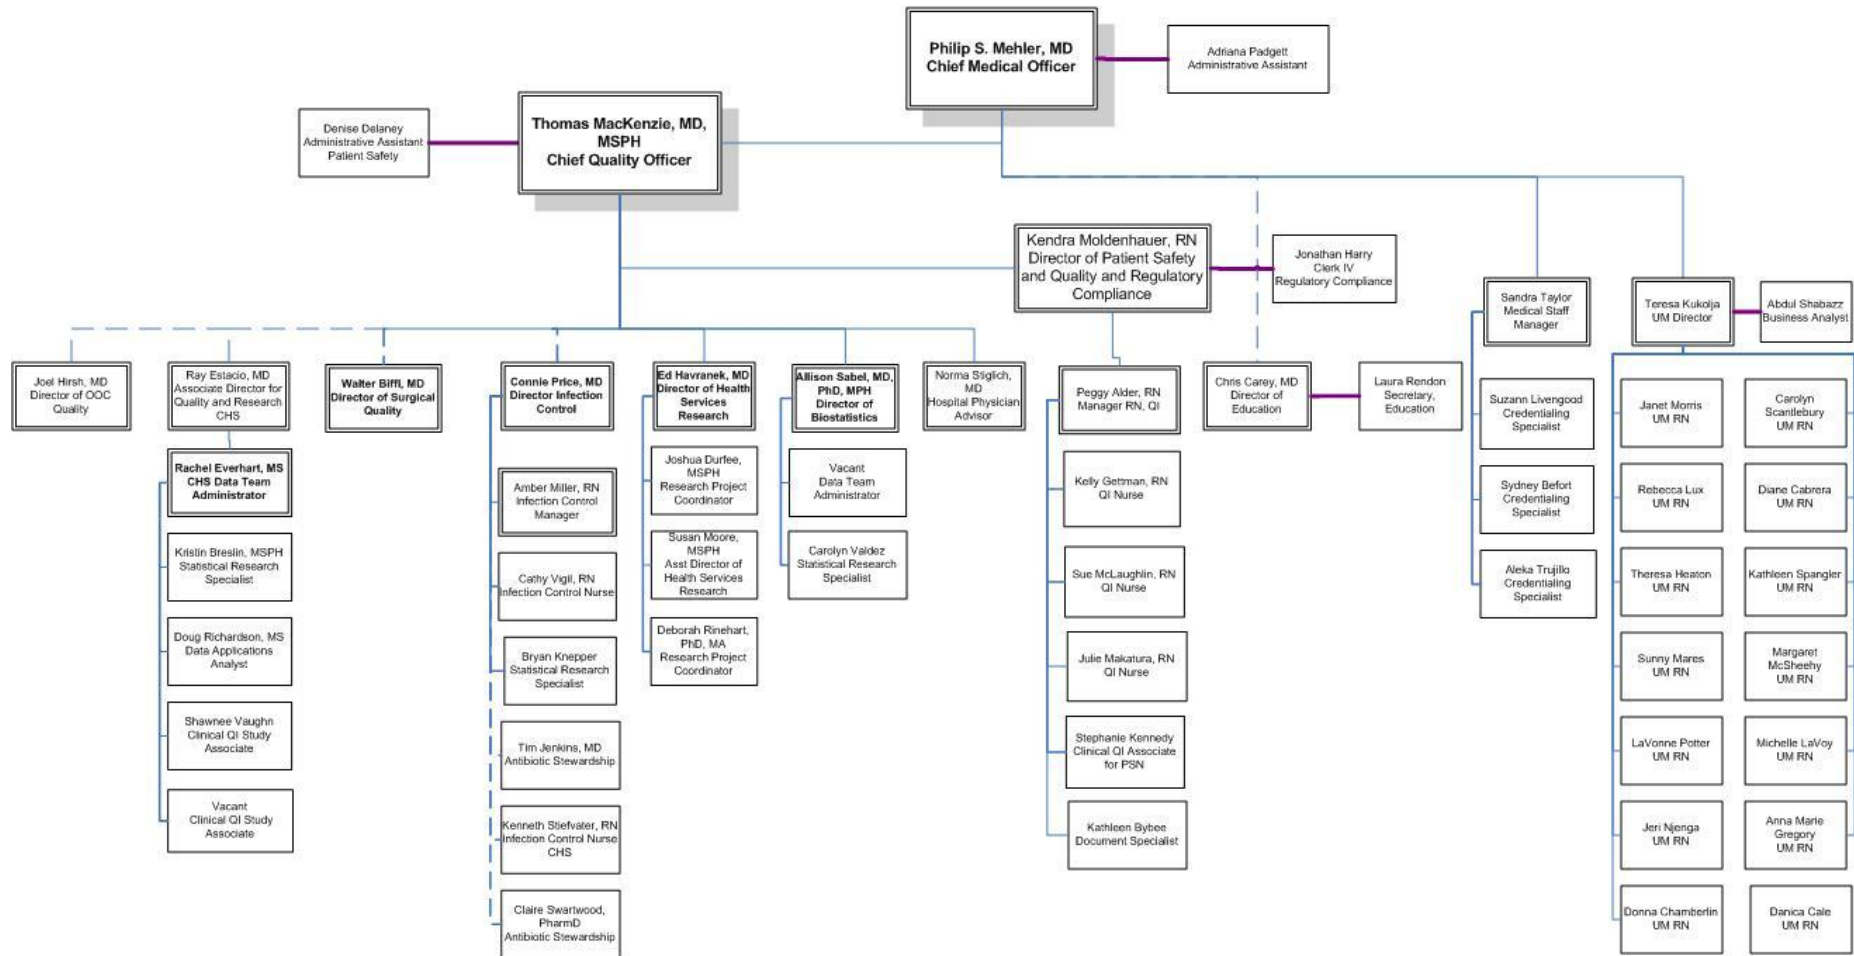 Philip S. Mehler, MD
Chief Medical Officer
Adriana Padgett
Administrative Assistant
Denise Delaney
Administrative Assistant
Patient Safety
Thomas MacKenzie, MD,
MSPH
Chief Quality Officer
Kendra Moldenhauer, RN
Director of Patient Safety
and Quality and Regulatory
Compliance
Jonathan Harry
Clerk IV
Regulatory Compliance
Sandra Taylor
Medical Staff
Manager
Teresa Kukolja
UM Director
Abdul Shabazz
Business Analyst
Joel Hirsh, MD
Director of OOC
Quality
Ray Estacio, MD
Associate Director for
Quality and Research
CHS
Walter Biffl, MD
Director of Surgical
Quality
Connie Price, MD
Director Infection
Control
Ed Havranek, MD
Director of Health
Services
Research
Allison Sabel, MD,
PhD, MPH
Director of
Biostatistics
Norma Stiglich,
MD
Hospital Physician
Advisor
Peggy Alder, RN
Manager RN, QI
Chris Carey, MD
Director of
Education
Laura Rendon
Secretary,
Education
Rachel Everhart, MS
CHS Data Team
Administrator
Kristin Breslin, MSPH
Statistical Research
Specialist
Doug Richardson, MS
Data Applications
Analyst
Shawnee Vaughn
Clinical QI Study
Associate
Vacant
Clinical QI Study
Associate
Amber Miller, RN
Infection Control
Manager
Cathy Vigil, RN
Infection Control Nurse
Bryan Knepper
Statistical Research
Specialist
Tim Jenkins, MD
Antibiotic Stewardship
Kenneth Stiefvater, RN
Infection Control Nurse
CHS
Claire Swartwood,
PharmD
Antibiotic Stewardship
Joshua Durfee,
MSPH
Research Project
Coordinator
Susan Moore,
MSPH
Asst Director of
Health Services
Research
Deborah Rinehart,
PhD, MA
Research Project
Coordinator
Vacant
Data Team
Administrator
Carolyn Valdez
Statistical Research
Specialist
Kelly Gettman, RN
QI Nurse
Sue McLaughlin, RN
QI Nurse
Julie Makatura, RN
QI Nurse
Stephanie Kennedy
Clinical QI Associate
for PSN
Kathleen Bybee
Document Specialist
Suzann Livengood
Credentialing
Specialist
Sydney Befort
Credentialing
Specialist
Aleka Trujillo
Credentialing
Specialist
Janet Morris
UM RN
Rebecca Lux
UM RN
Theresa Heaton
UM RN
Sunny Mares
UM RN
LaVonne Potter
UM RN
Jeri Njenga
UM RN
Donna Chamberlin
UM RN
Carolyn
Scantlebury
UM RN
Diane Cabrera
UM RN
Kathleen Spangler
UM RN
Margaret
McSheehy
UM RN
Michelle LaVoy
UM RN
Anna Marie
Gregory
UM RN
Danica Cale
UM RN